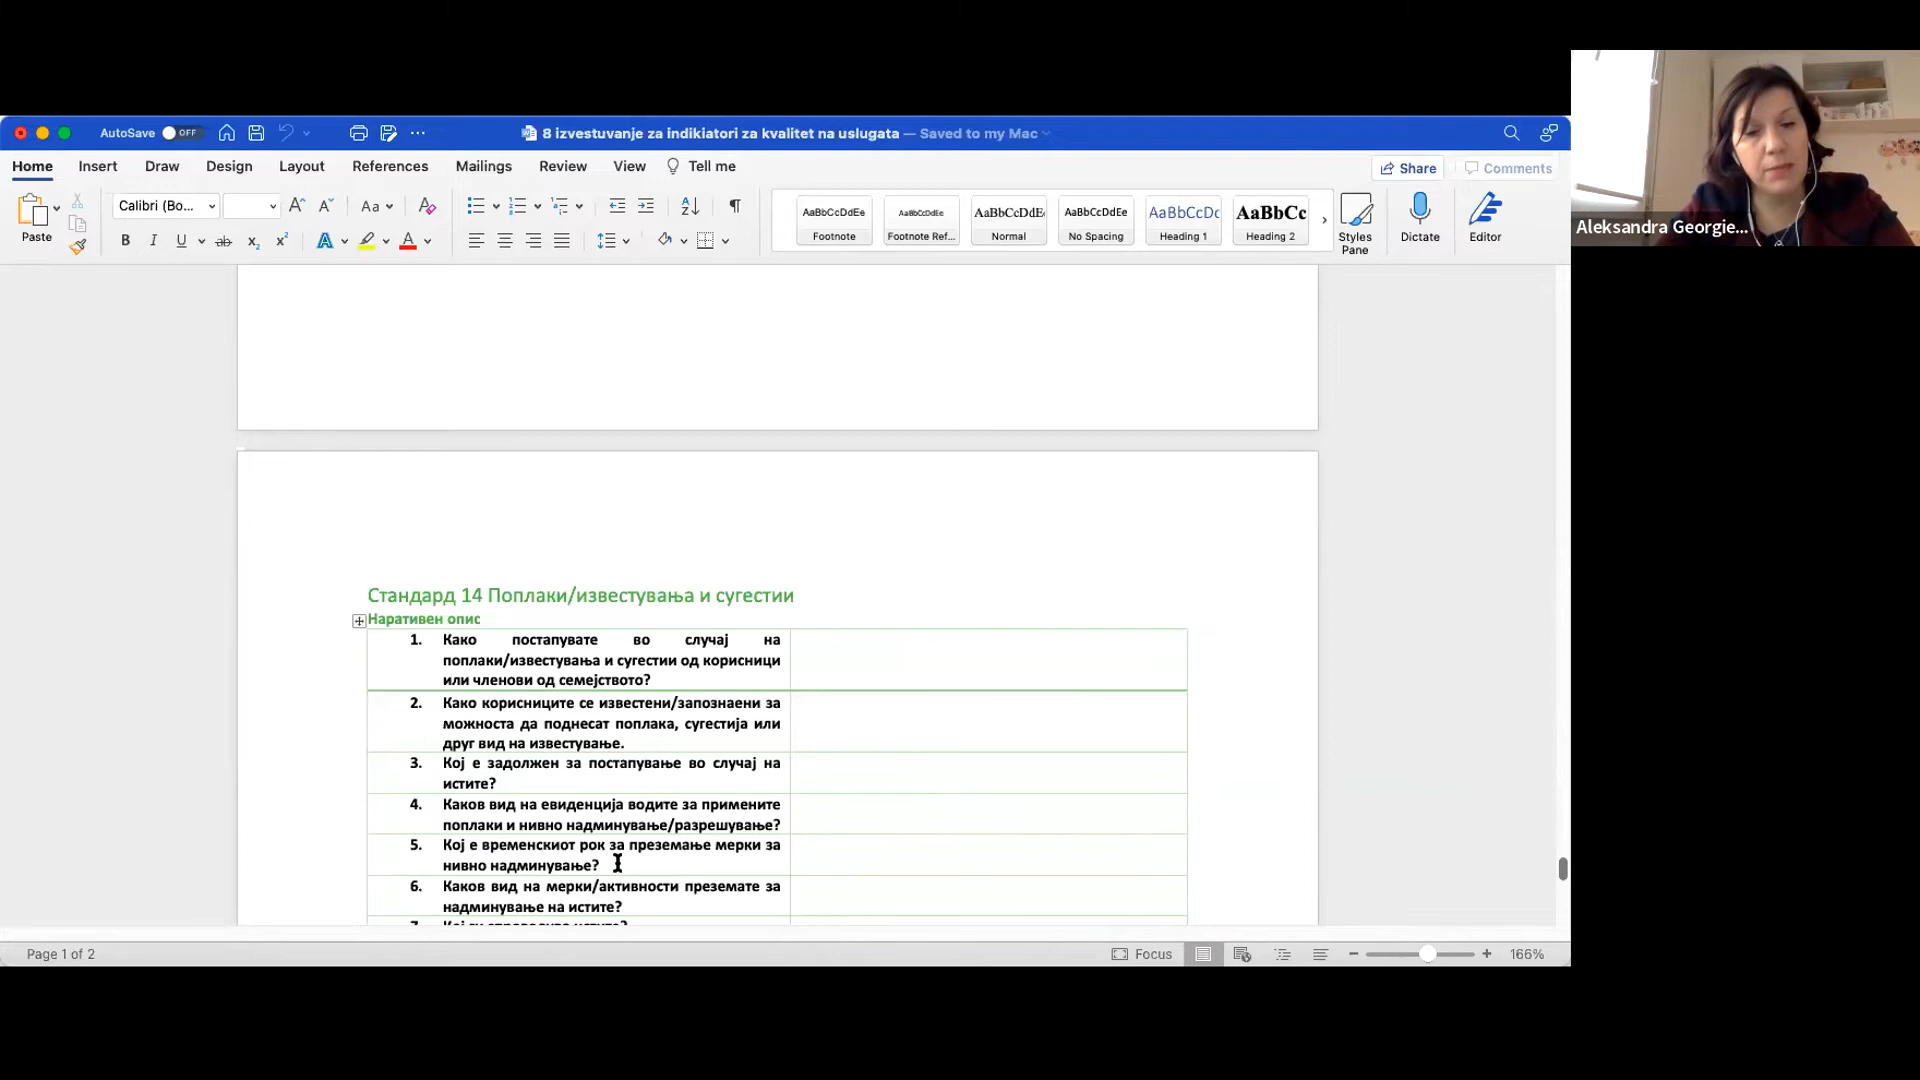 AutoSave OFF
8 izvestuvanje za indikiatori za kvalitet na uslugata — Saved to my Mac
Home Insert Draw Design Layout References Mailings Review View Tell me
Share Comments
Paste
Calibri (Bo...
Aa
AaBbCcDdEe AaBbCcDdEe AaBbCcDdE AaBbCcDdEe AaBbCcDc AaBbCc
Footnote Footnote Ref... Normal No Spacing Heading 1 Heading 2
Styles Pane
Dictate
Editor
Aleksandra Georgie...
Стандард 14 Поплаки/известувања и сугестии
Наративен опис
1. Како постапувате во случај на
поплаки/известувања и сугестии од корисници
или членови од семејството?
2. Како корисниците се известени/запознаени за
можноста да поднесат поплака, сугестија или
друг вид на известување.
3. Кој е задолжен за постапување во случај на
истите?
4. Каков вид на евиденција водите за примените
поплаки и нивно надминување/разрешување?
5. Кој е временскиот рок за преземање мерки за
нивно надминување?
6. Каков вид на мерки/активности преземате за
надминување на истите?
Page 1 of 2
Focus
166%